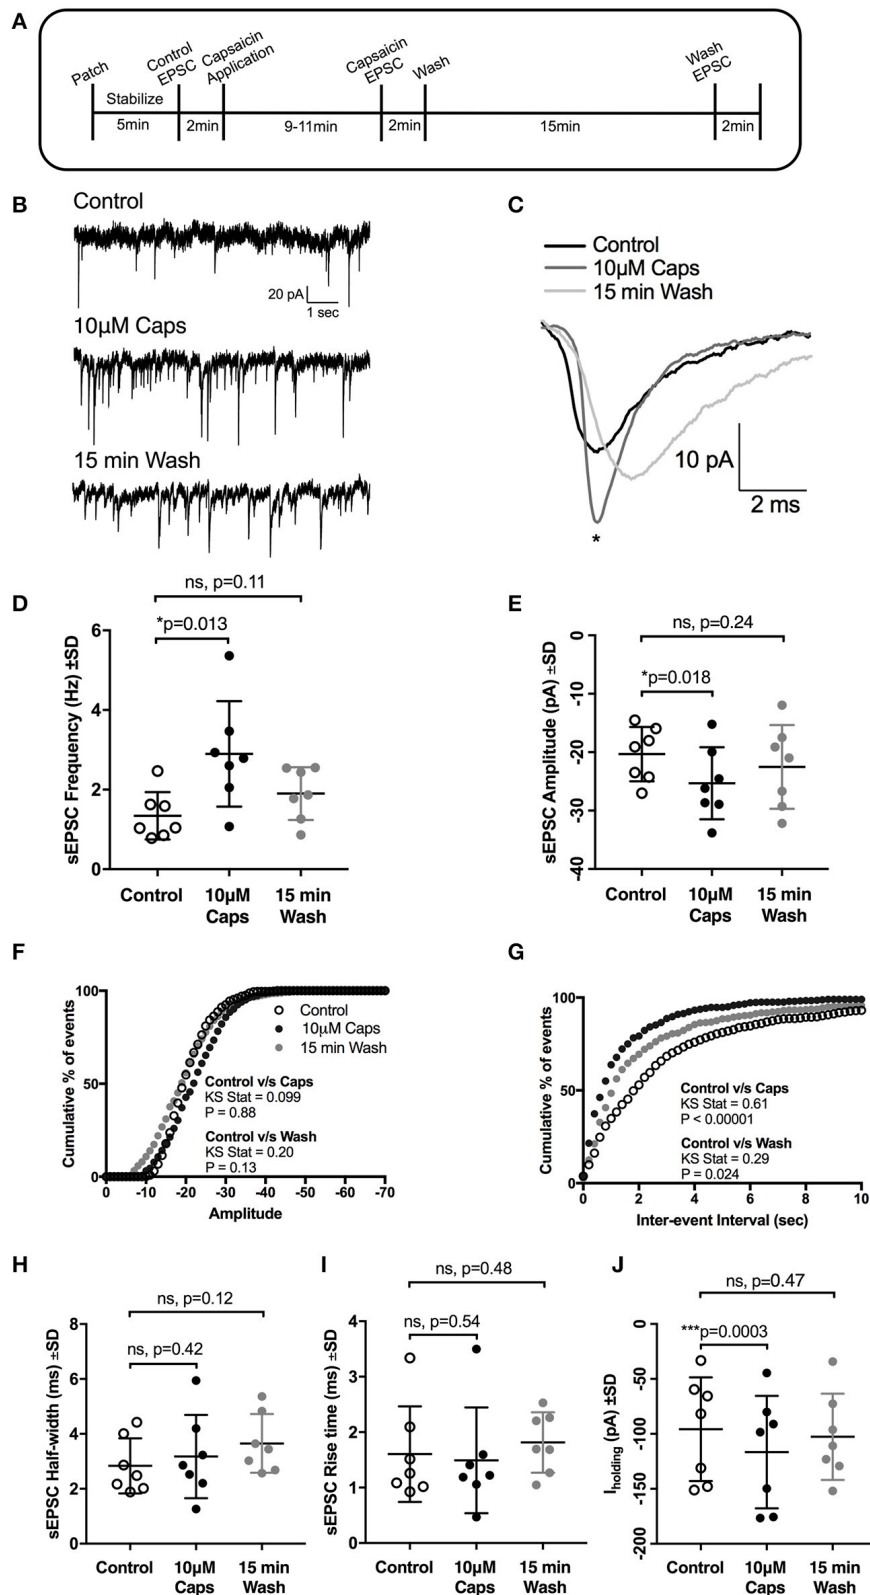 A
Patch
Control
EPSC
Capsaicin
Application
Capsaicin
EPSC
Wash
Wash
EPSC
Stabilize
5min
2min
9-11min
2min
15min
2min
B
Control
20 pA
1 sec
10µM Caps
15 min Wash
C
Control
10µM Caps
15 min Wash
10 pA
2 ms
*
D
ns, p=0.11
*p=0.013
sEPSC Frequency (Hz) ±SD
6
4
2
0
Control
10µM
Caps
15 min
Wash
E
ns, p=0.24
*p=0.018
sEPSC Amplitude (pA) ±SD
0
-10
-20
-30
-40
Control
10µM
Caps
15 min
Wash
F
Cumulative % of events
100
50
0
Control
10µM Caps
15 min Wash
Control v/s Caps
KS Stat = 0.099
P = 0.88
Control v/s Wash
KS Stat = 0.20
P = 0.13
0 -10 -20 -30 -40 -50 -60 -70
Amplitude
G
Cumulative % of events
100
50
0
Control v/s Caps
KS Stat = 0.61
P < 0.00001
Control v/s Wash
KS Stat = 0.29
P = 0.024
0 2 4 6 8 10
Inter-event Interval (sec)
H
ns, p=0.12
ns, p=0.42
sEPSC Half-width (ms) ±SD
8
6
4
2
0
Control
10µM
Caps
15 min
Wash
I
ns, p=0.48
ns, p=0.54
sEPSC Rise time (ms) ±SD
4
3
2
1
0
Control
10µM
Caps
15 min
Wash
J
ns, p=0.47
***p=0.0003
Iholding (pA) ±SD
0
-50
-100
-150
-200
Control
10µM
Caps
15 min
Wash